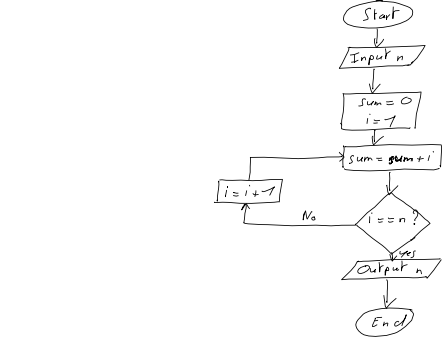 Start
Input n
sum = 0
i = 1
sum = sum + i
i = i + 1
No
i == n ?
yes
Output n
End